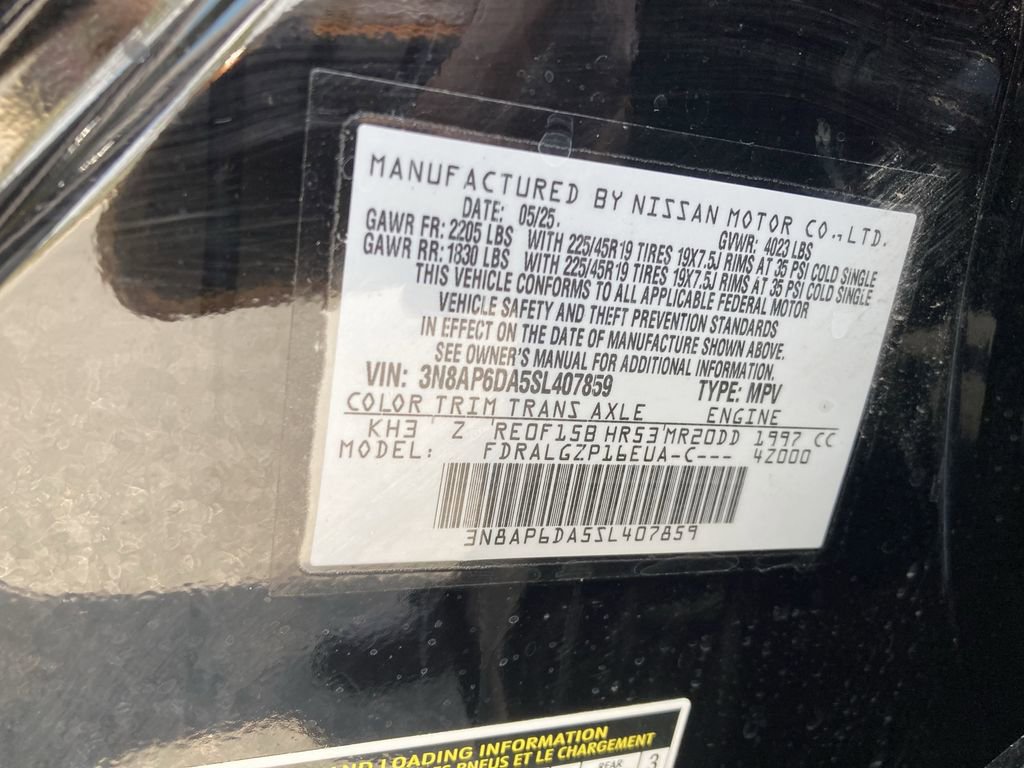 MANUFACTURED BY NISSAN MOTOR CO., LTD.
DATE: 05/25. GVWR: 4023 LBS
GAWR FR: 2205 LBS WITH 225/45R19 TIRES 19X7.5J RIMS AT 35 PSI COLD SINGLE
GAWR RR: 1830 LBS WITH 225/45R19 TIRES 19X7.5J RIMS AT 35 PSI COLD SINGLE
THIS VEHICLE CONFORMS TO ALL APPLICABLE FEDERAL MOTOR
VEHICLE SAFETY AND THEFT PREVENTION STANDARDS
IN EFFECT ON THE DATE OF MANUFACTURE SHOWN ABOVE.
SEE OWNER'S MANUAL FOR ADDITIONAL INFORMATION.
VIN: 3N8AP6DA5SL407859 TYPE: MPV
COLOR TRIM TRANS AXLE ENGINE
KH3 Z RE0F15B HR53 MR20DD 1997 CC
MODEL: FDRALGZP16EUA-C--- 4Z000
3N8AP6DA5SL407859
LOADING INFORMATION
PNEUS ET LE CHARGEMENT
REAR
3